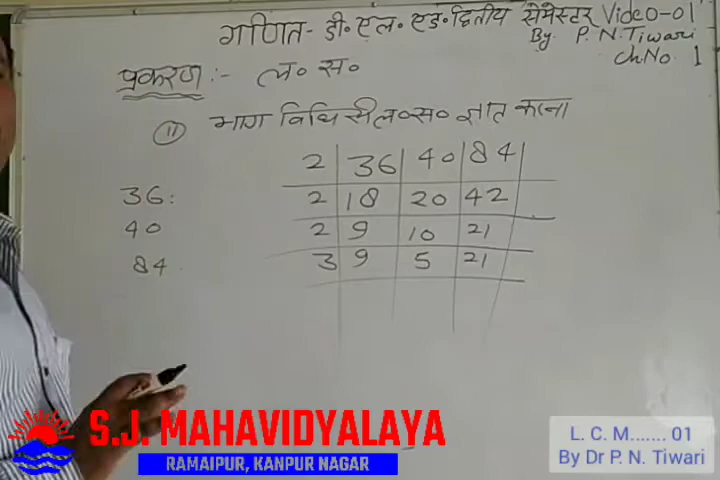 गणित- डी॰ एल॰ एड॰ द्वितीय सेमेस्टर Video-01
By. P. N. Tiwari
Ch.No. 1
प्रकरण :- ल॰ स॰
(ii) भाग विधि से ल॰स॰ ज्ञात करना
2 36 40 84
36: 2 18 20 42
40 2 9 10 21
84 3 9 5 21
S.J. MAHAVIDYALAYA
RAMAIPUR, KANPUR NAGAR
L. C. M....... 01
By Dr P. N. Tiwari